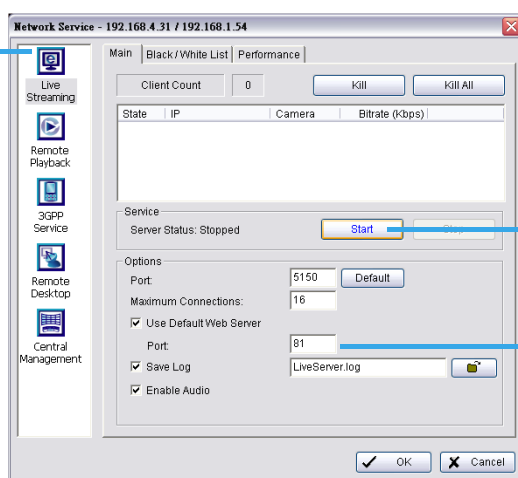 Network Service - 192.168.4.31 / 192.168.1.54
Live
Streaming
Remote
Playback
3GPP
Service
Remote
Desktop
Central
Management
Main Black / White List Performance
Client Count 0 Kill Kill All
State IP Camera Bitrate (Kbps)
Service
Server Status: Stopped Start Stop
Options
Port: 5150 Default
Maximum Connections: 16
Use Default Web Server
Port: 81
Save Log LiveServer.log
Enable Audio
OK Cancel